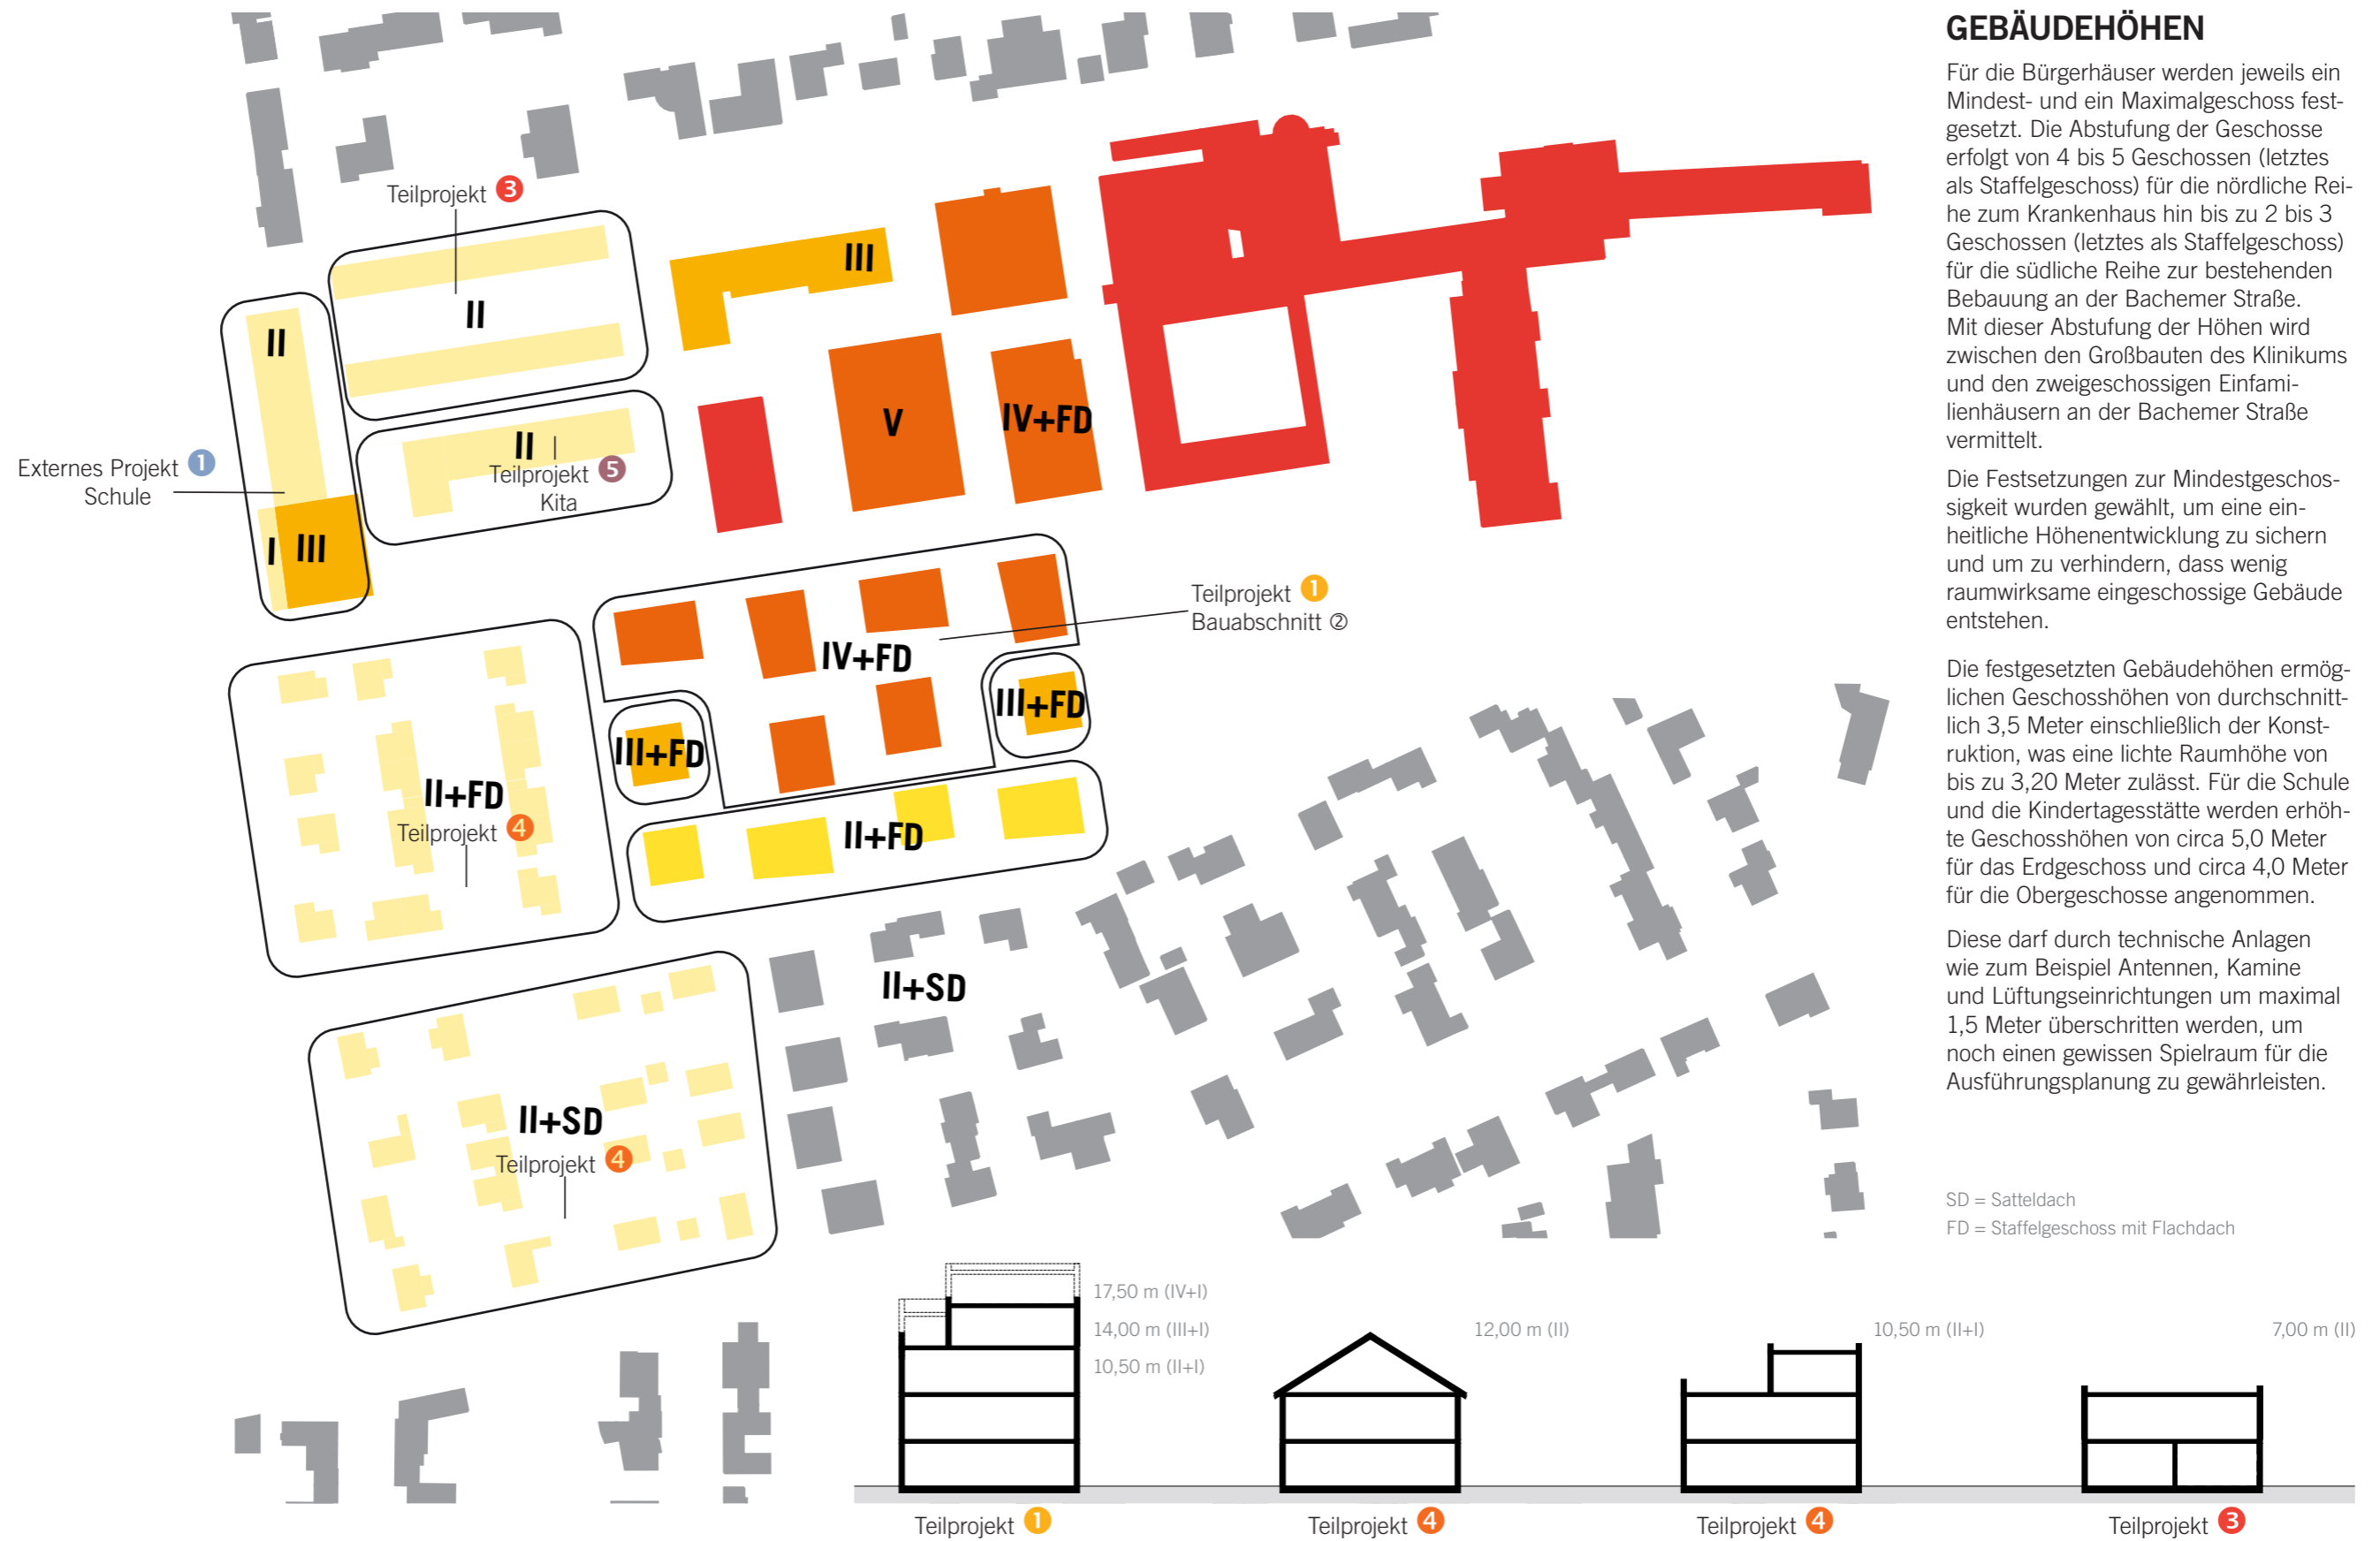 GEBÄUDEHÖHEN
Für die Bürgerhäuser werden jeweils ein
Mindest- und ein Maximalgeschoss fest-
gesetzt. Die Abstufung der Geschosse
erfolgt von 4 bis 5 Geschossen (letztes
als Staffelgeschoss) für die nördliche Rei-
he zum Krankenhaus hin bis zu 2 bis 3
Geschossen (letztes als Staffelgeschoss)
für die südliche Reihe zur bestehenden
Bebauung an der Bachemer Straße.
Mit dieser Abstufung der Höhen wird
zwischen den Großbauten des Klinikums
und den zweigeschossigen Einfami-
lienhäusern an der Bachemer Straße
vermittelt.
Die Festsetzungen zur Mindestgeschos-
sigkeit wurden gewählt, um eine ein-
heitliche Höhenentwicklung zu sichern
und um zu verhindern, dass wenig
raumwirksame eingeschossige Gebäude
entstehen.
Die festgesetzten Gebäudehöhen ermög-
lichen Geschosshöhen von durchschnitt-
lich 3,5 Meter einschließlich der Konst-
ruktion, was eine lichte Raumhöhe von
bis zu 3,20 Meter zulässt. Für die Schule
und die Kindertagesstätte werden erhöh-
te Geschosshöhen von circa 5,0 Meter
für das Erdgeschoss und circa 4,0 Meter
für die Obergeschosse angenommen.
Diese darf durch technische Anlagen
wie zum Beispiel Antennen, Kamine
und Lüftungseinrichtungen um maximal
1,5 Meter überschritten werden, um
noch einen gewissen Spielraum für die
Ausführungsplanung zu gewährleisten.
SD = Satteldach
FD = Staffelgeschoss mit Flachdach
Teilprojekt 3
II
III
II
V
IV+FD
II
Teilprojekt 5
Kita
Externes Projekt 1
Schule
I III
Teilprojekt 1
Bauabschnitt ②
IV+FD
III+FD
III+FD
II+FD
Teilprojekt 4
II+FD
II+SD
II+SD
Teilprojekt 4
17,50 m (IV+I)
14,00 m (III+I)
10,50 m (II+I)
12,00 m (II)
10,50 m (II+I)
7,00 m (II)
Teilprojekt 1
Teilprojekt 4
Teilprojekt 4
Teilprojekt 3